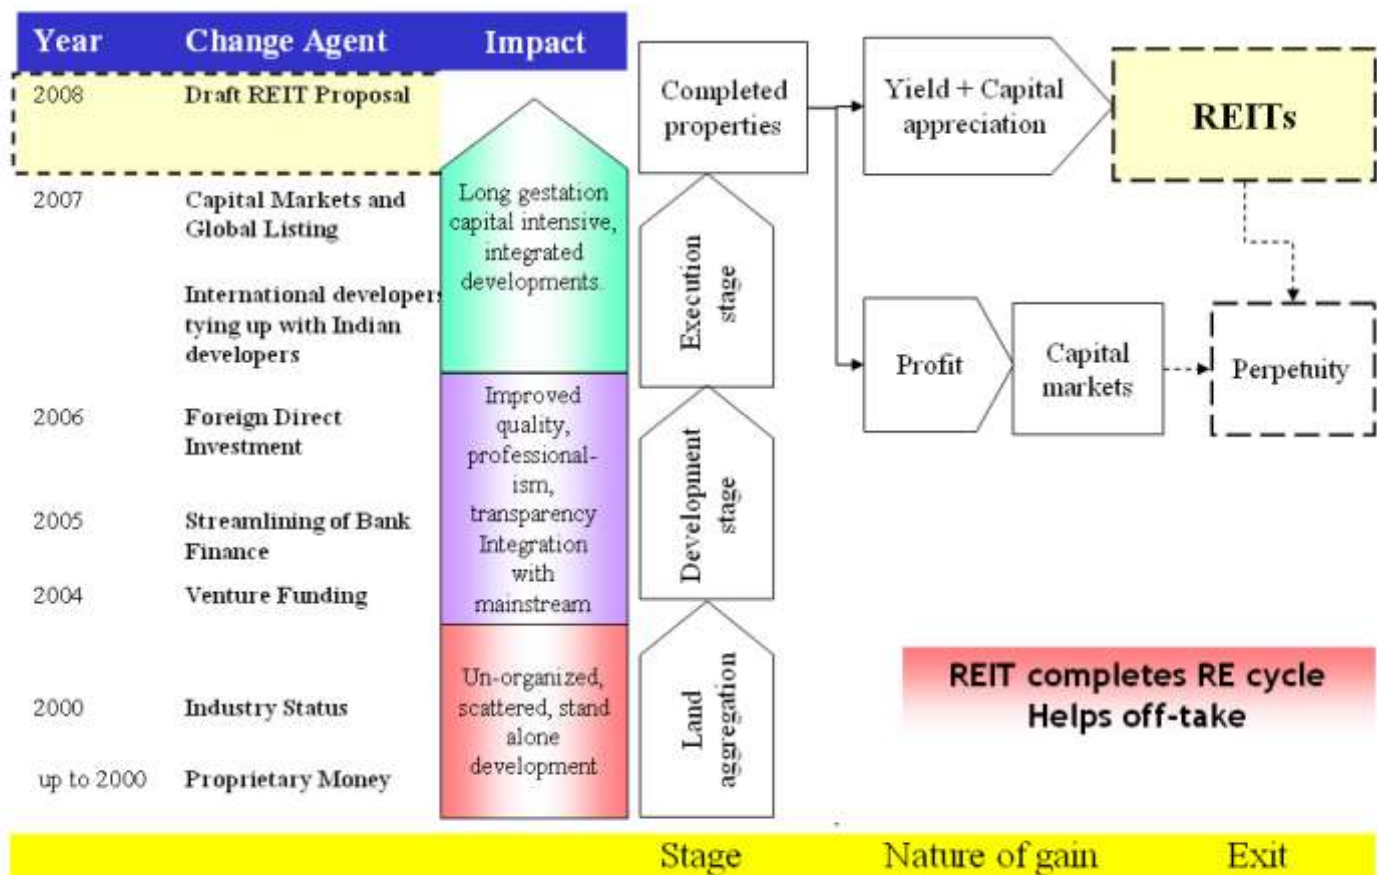 Year Change Agent Impact
2008 Draft REIT Proposal
2007 Capital Markets and
Global Listing
International developers
tying up with Indian
developers
2006 Foreign Direct
Investment
2005 Streamlining of Bank
Finance
2004 Venture Funding
2000 Industry Status
up to 2000 Proprietary Money
Long gestation
capital intensive,
integrated
developments.
Improved
quality,
professional-
ism,
transparency
Integration
with
mainstream
Un-organized,
scattered, stand
alone
development
Completed
properties
Execution
stage
Development
stage
Land
aggregation
Yield + Capital
appreciation
REITs
Profit
Capital
markets
Perpetuity
REIT completes RE cycle
Helps off-take
Stage Nature of gain Exit